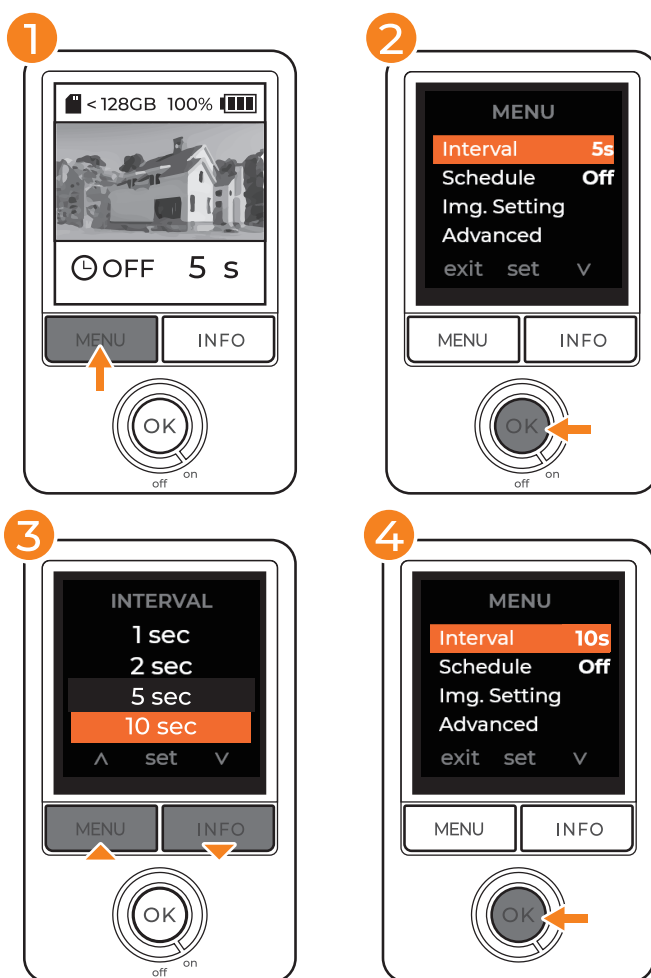 1
< 128GB 100%
OFF 5 s
MENU INFO
OK
off on
2
MENU
Interval 5s
Schedule Off
Img. Setting
Advanced
exit set ∨
MENU INFO
OK
off on
3
INTERVAL
1 sec
2 sec
5 sec
10 sec
∧ set ∨
MENU INFO
OK
off on
4
MENU
Interval 10s
Schedule Off
Img. Setting
Advanced
exit set ∨
MENU INFO
OK